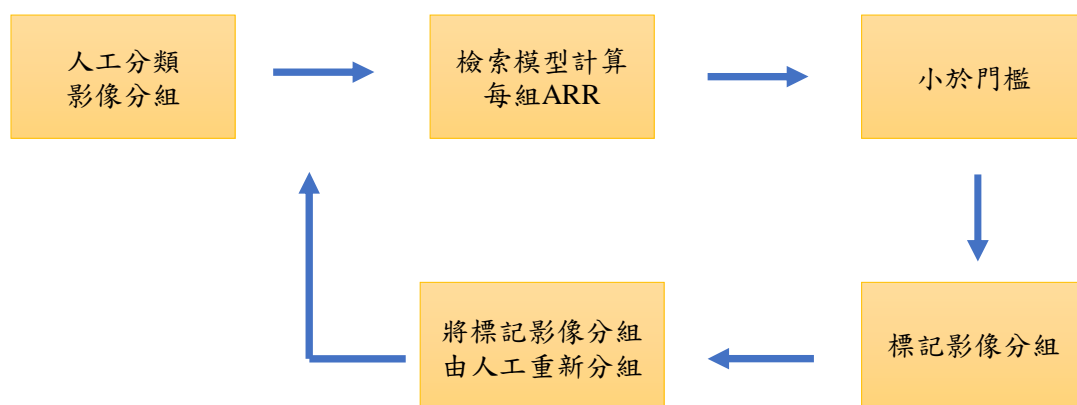 人工分類
影像分組
檢索模型計算
每組ARR
小於門檻
標記影像分組
將標記影像分組
由人工重新分組